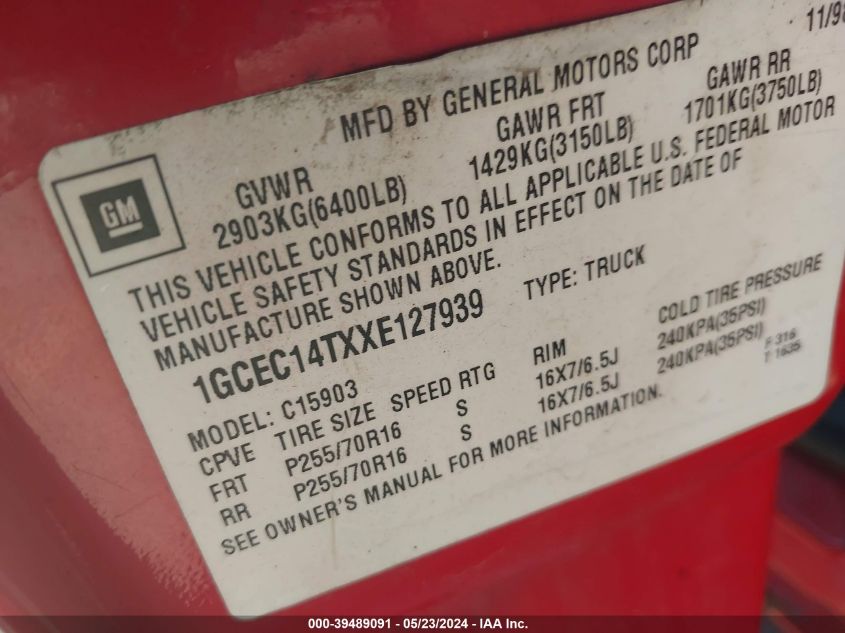 11/98
MFD BY GENERAL MOTORS CORP
GVWR GAWR FRT GAWR RR
2903KG(6400LB) 1429KG(3150LB) 1701KG(3750LB)
GM
THIS VEHICLE CONFORMS TO ALL APPLICABLE U.S. FEDERAL MOTOR
VEHICLE SAFETY STANDARDS IN EFFECT ON THE DATE OF
MANUFACTURE SHOWN ABOVE.
1GCEC14TXXE127939 TYPE: TRUCK
MODEL: C15903
CPVE TIRE SIZE SPEED RTG RIM COLD TIRE PRESSURE
FRT P255/70R16 S 16X7/6.5J 240KPA(35PSI)
RR P255/70R16 S 16X7/6.5J 240KPA(35PSI)
F-316
T-1635
SEE OWNER'S MANUAL FOR MORE INFORMATION.
000-39489091 - 05/23/2024 - IAAI, Inc.